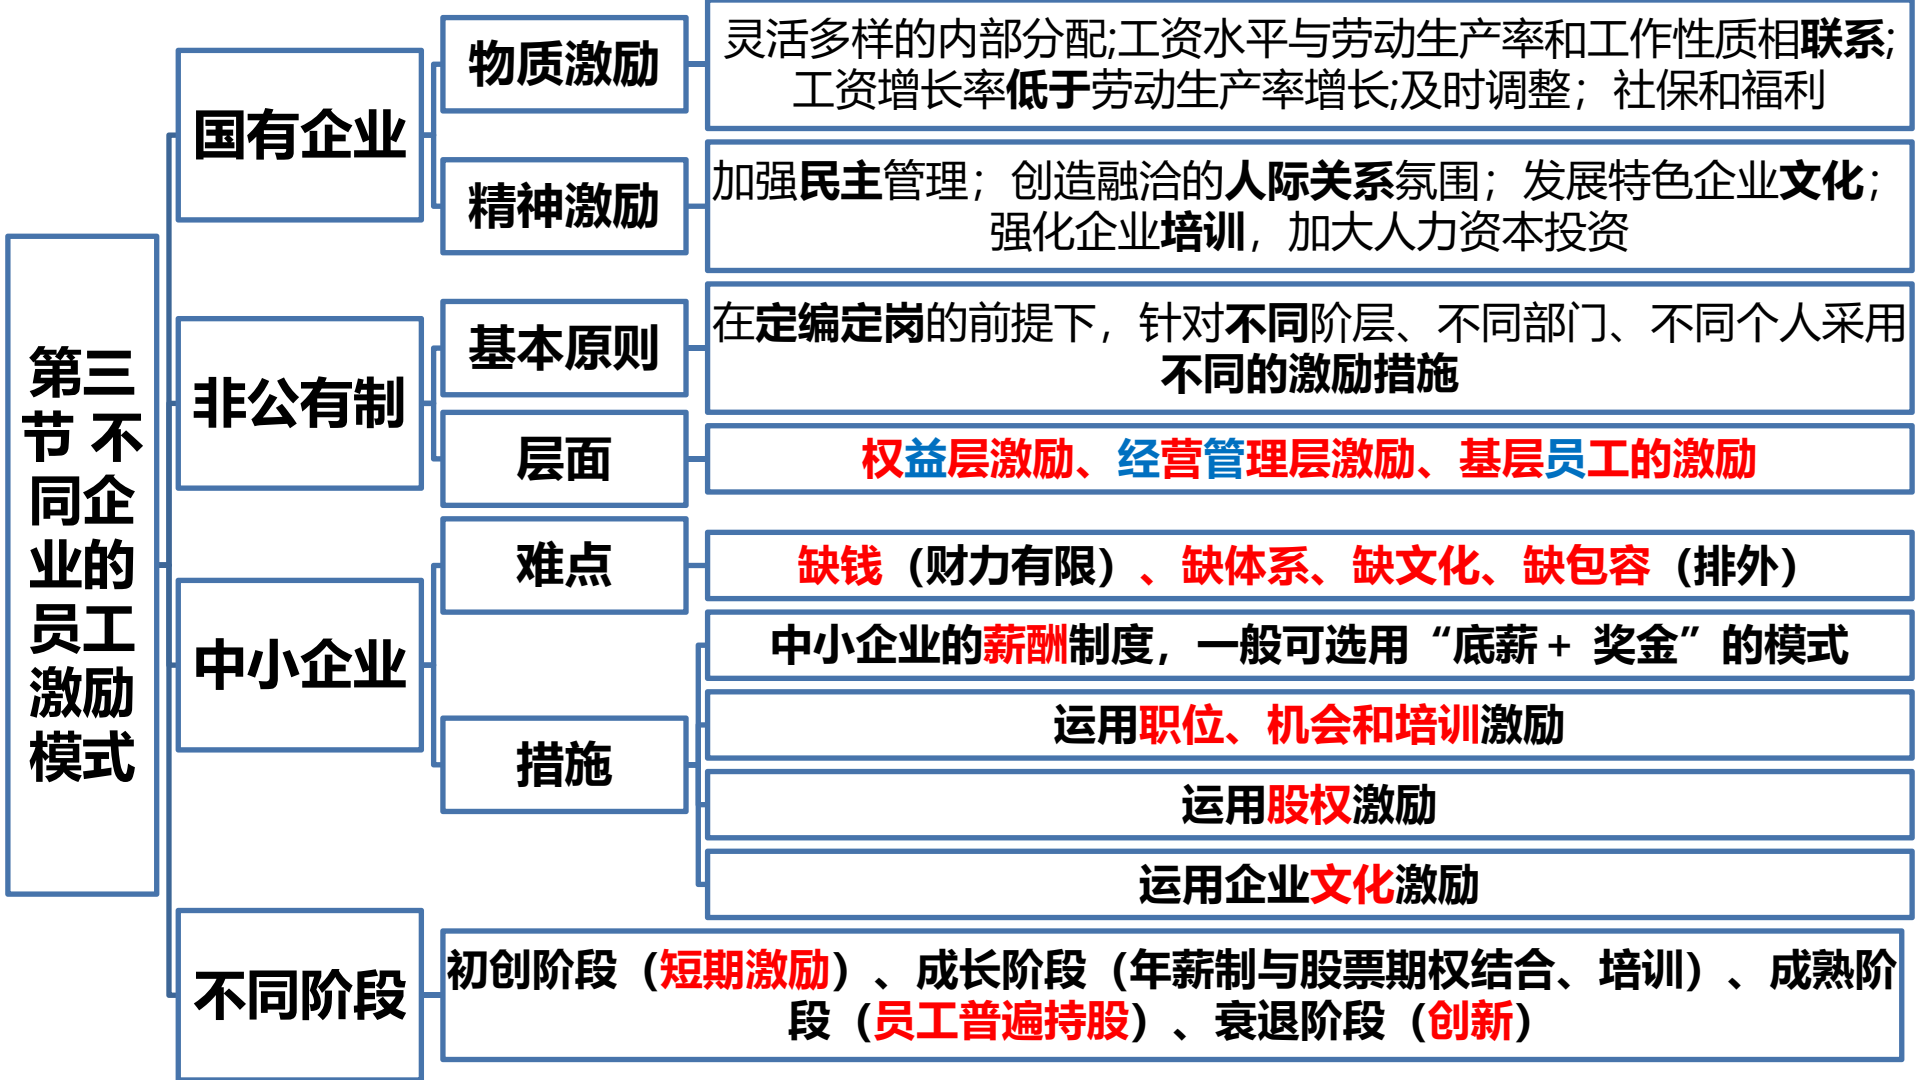 第三
节 不
同企
业的
员工
激励
模式
国有企业
物质激励
灵活多样的内部分配;工资水平与劳动生产率和工作性质相联系;
工资增长率低于劳动生产率增长;及时调整；社保和福利
精神激励
加强民主管理；创造融洽的人际关系氛围；发展特色企业文化；
强化企业培训，加大人力资本投资
非公有制
基本原则
在定编定岗的前提下，针对不同阶层、不同部门、不同个人采用
不同的激励措施
层面
权益层激励、经营管理层激励、基层员工的激励
中小企业
难点
缺钱（财力有限）、缺体系、缺文化、缺包容（排外）
措施
中小企业的薪酬制度，一般可选用“底薪+ 奖金”的模式
运用职位、机会和培训激励
运用股权激励
运用企业文化激励
不同阶段
初创阶段（短期激励）、成长阶段（年薪制与股票期权结合、培训）、成熟阶
段（员工普遍持股）、衰退阶段（创新）